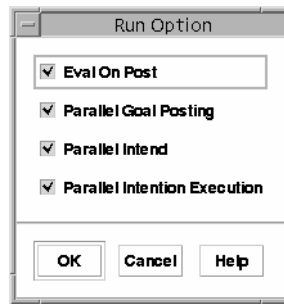 Run Option
Eval On Post
Parallel Goal Posting
Parallel Intend
Parallel Intention Execution
OK Cancel Help